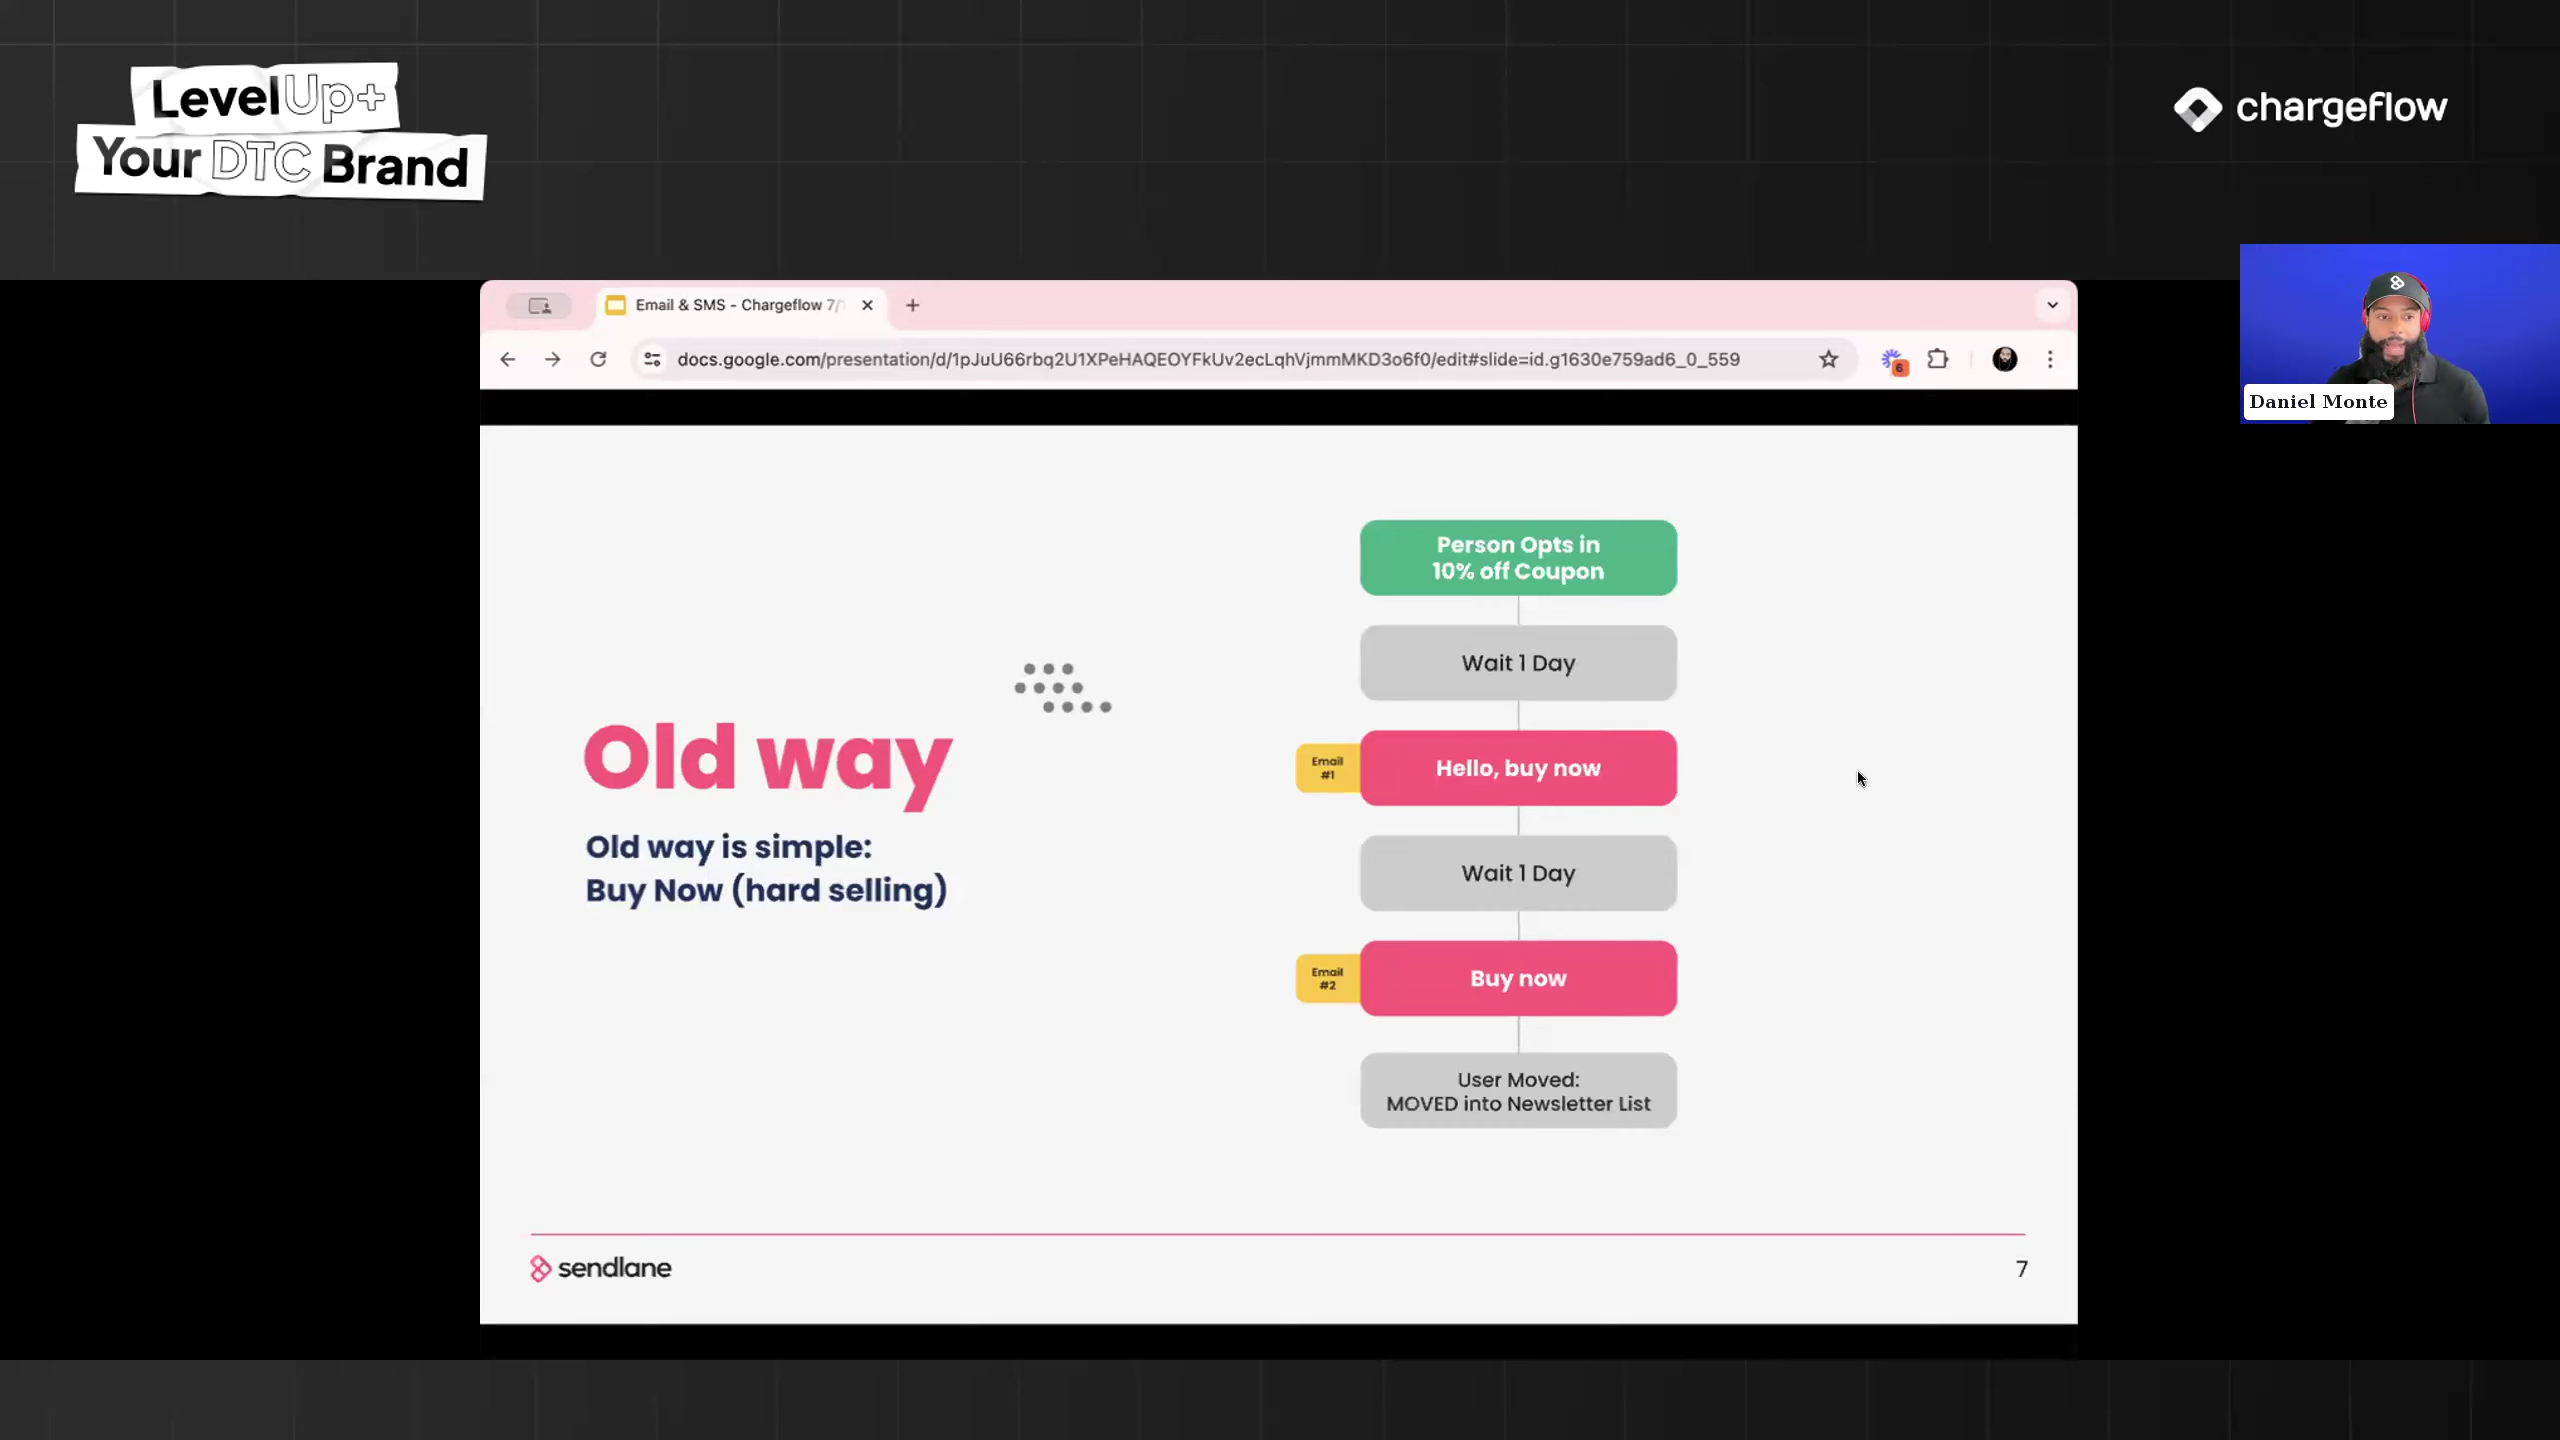 LevelUp+
Your DTC Brand
chargeflow
Daniel Monte
Email & SMS - Chargeflow 7/
docs.google.com/presentation/d/1pJuU66rbq2U1XPeHAQEOYFkUv2ecLqhVjmmMKD3o6f0/edit#slide=id.g1630e759ad6_0_559
6
Old way
Old way is simple:
Buy Now (hard selling)
Person Opts in
10% off Coupon
Wait 1 Day
Email
#1
Hello, buy now
Wait 1 Day
Email
#2
Buy now
User Moved:
MOVED into Newsletter List
sendlane
7